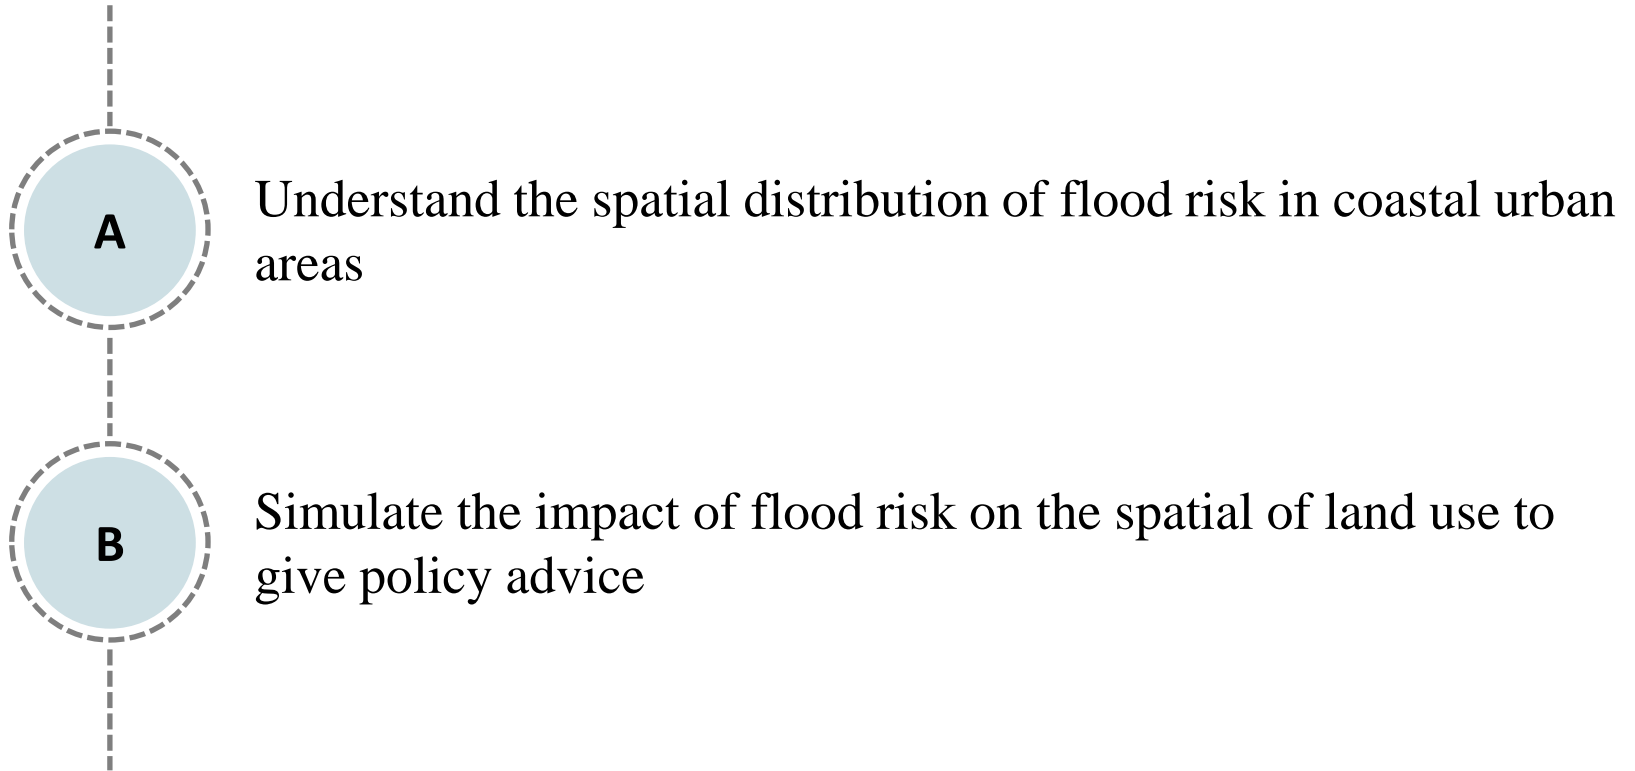 A
Understand the spatial distribution of flood risk in coastal urban
areas
B
Simulate the impact of flood risk on the spatial of land use to
give policy advice